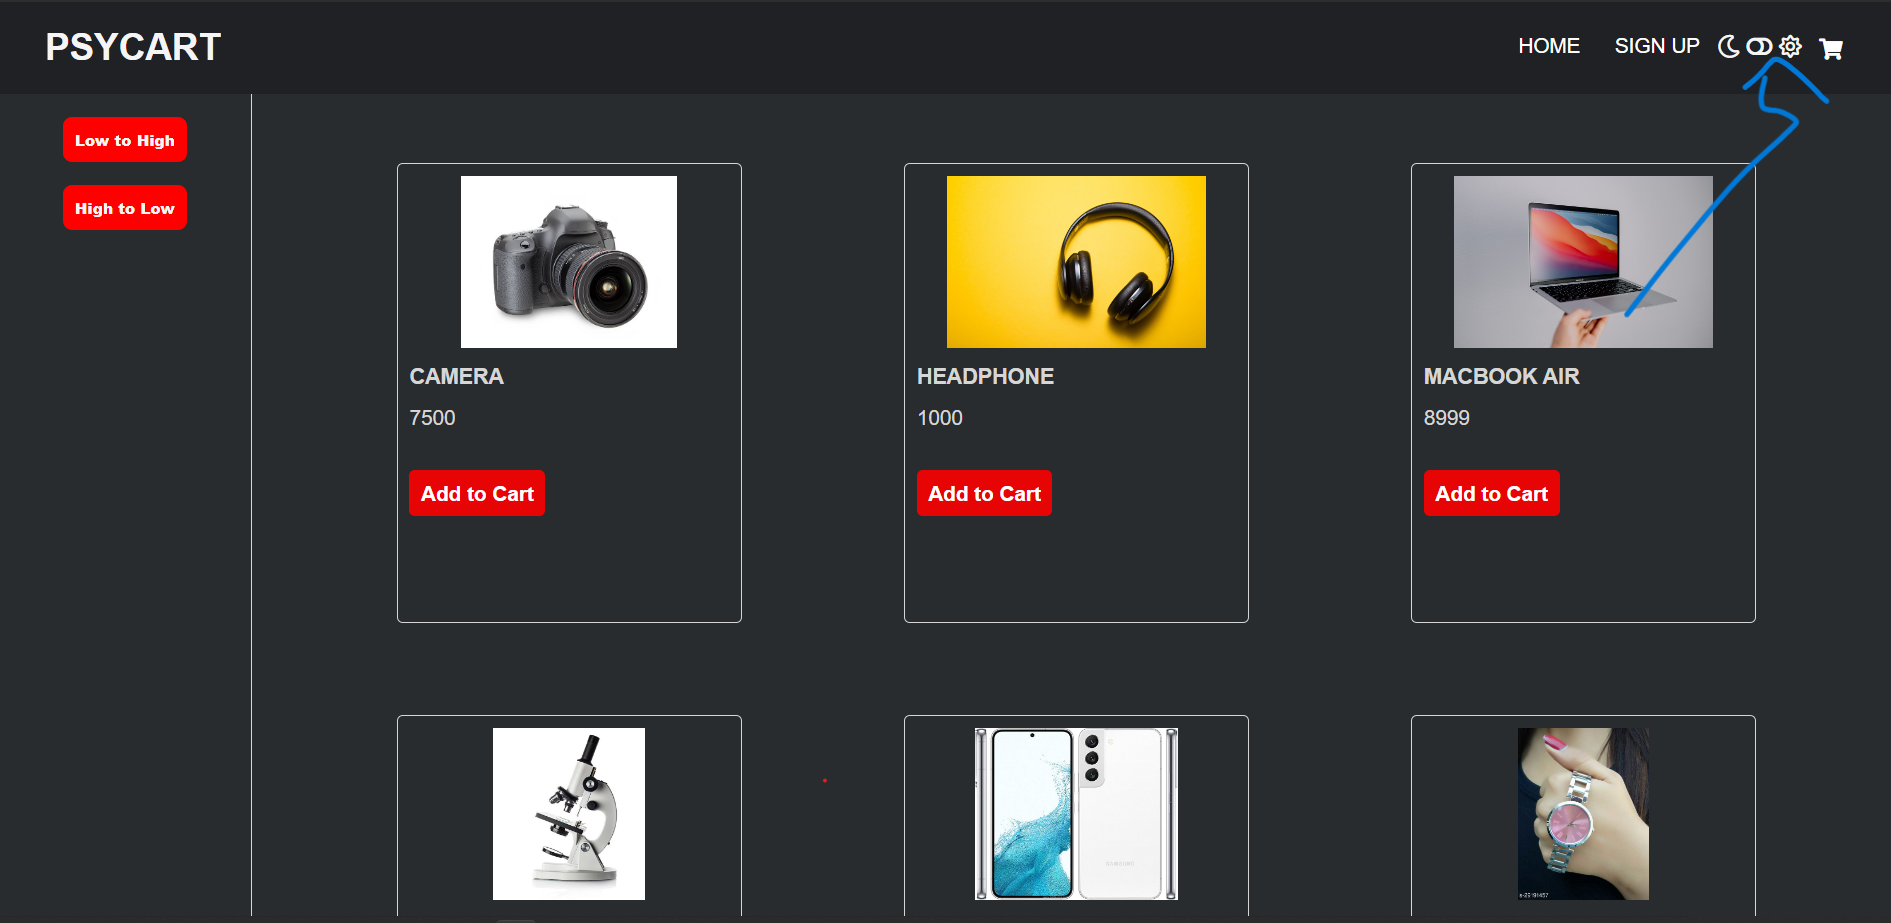 PSYCART
HOME SIGN UP
Low to High
High to Low
CAMERA
7500
Add to Cart
HEADPHONE
1000
Add to Cart
MACBOOK AIR
8999
Add to Cart
SAMSUNG